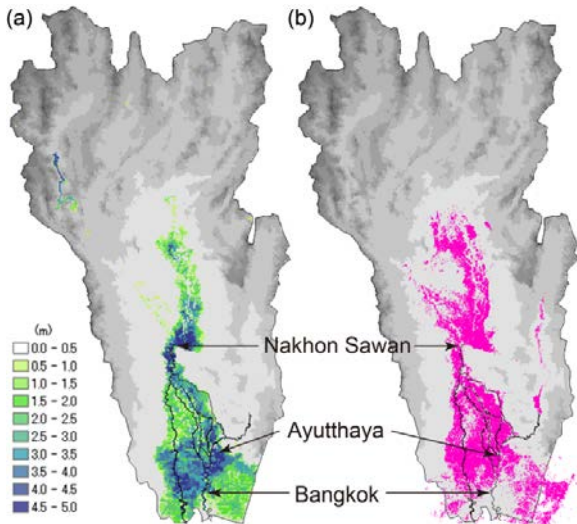 (a)
(b)
Nakhon Sawan
Ayutthaya
Bangkok
(m)
0.0 - 0.5
0.5 - 1.0
1.0 - 1.5
1.5 - 2.0
2.0 - 2.5
2.5 - 3.0
3.0 - 3.5
3.5 - 4.0
4.0 - 4.5
4.5 - 5.0